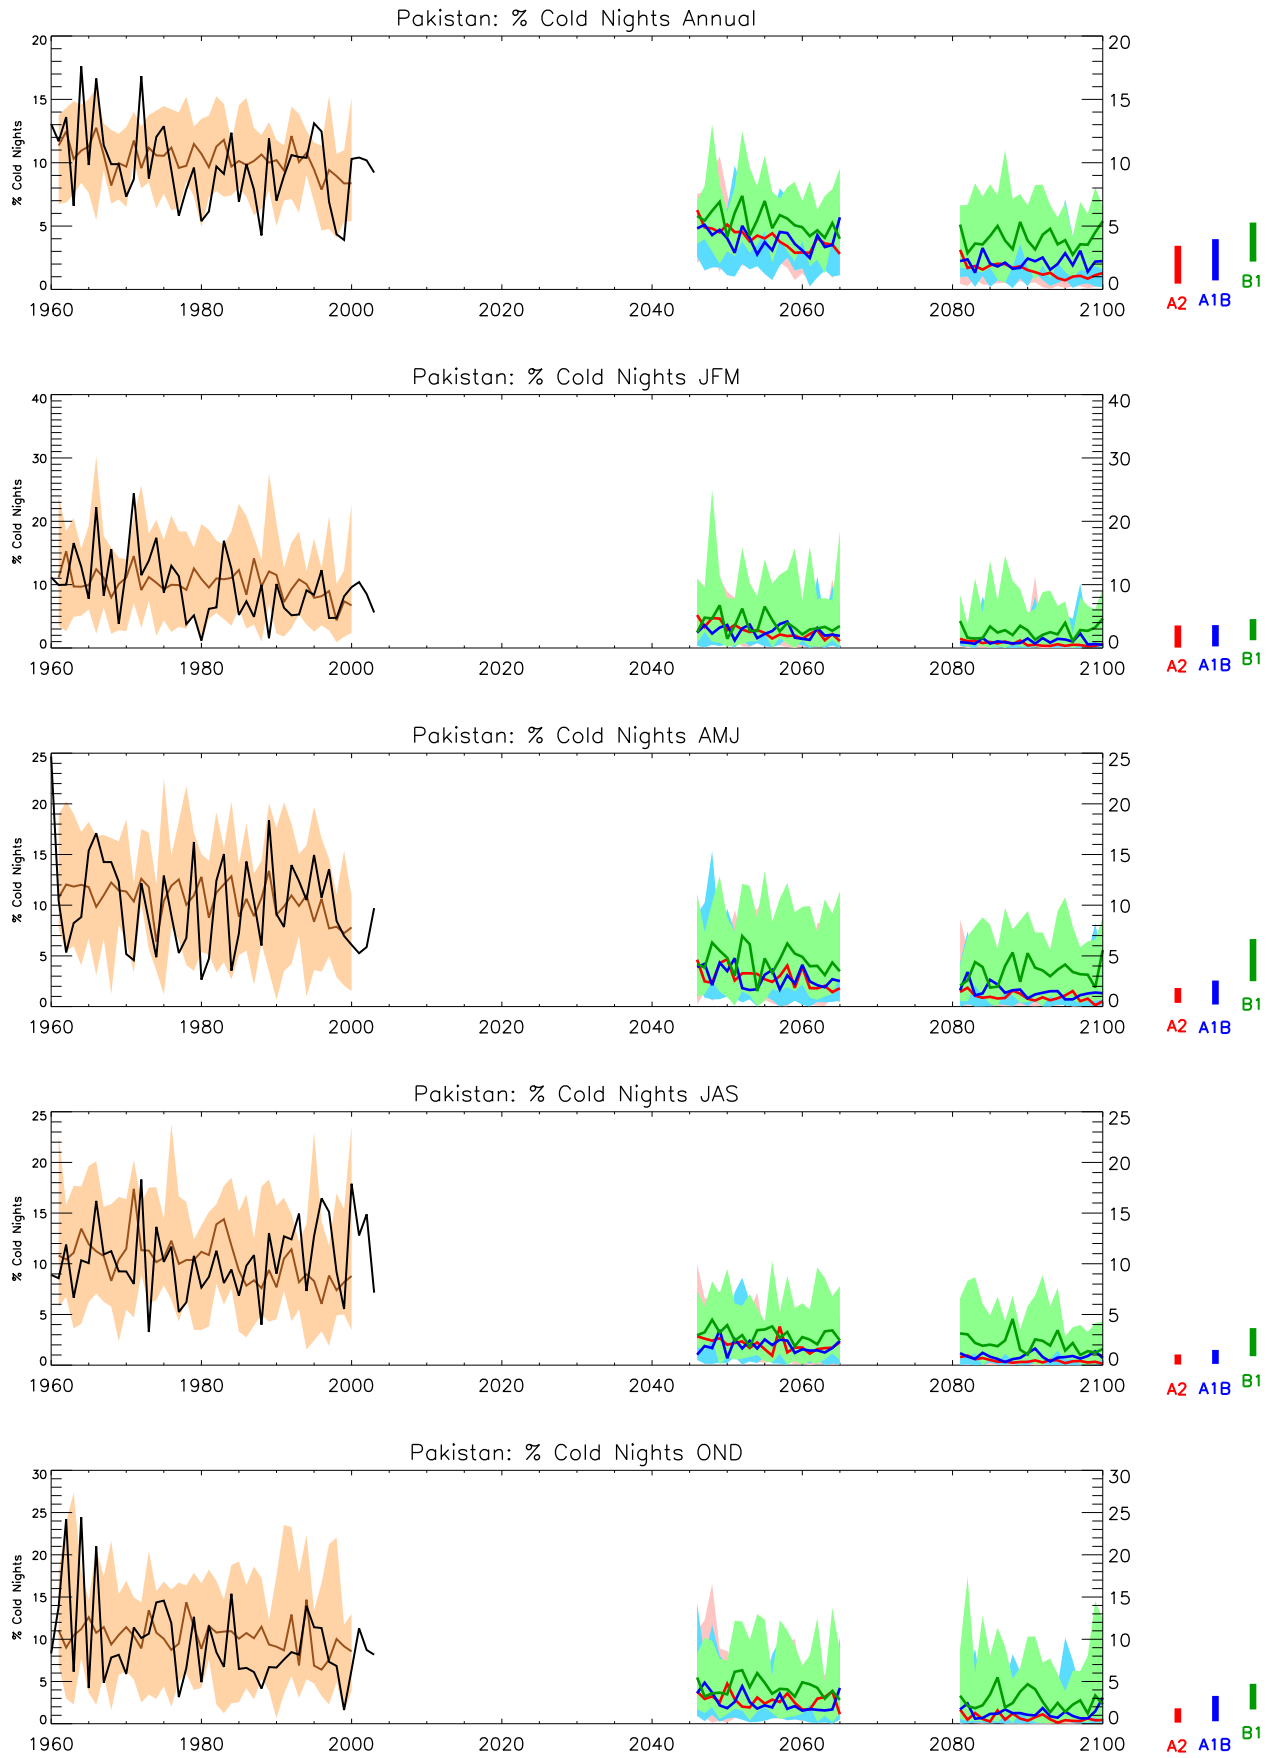 Pakistan: % Cold Nights Annual
% Cold Nights
20 15 10 5 0
20 15 10 5 0
1960 1980 2000 2020 2040 2060 2080 2100
A2 A1B B1
Pakistan: % Cold Nights JFM
% Cold Nights
40 30 20 10 0
40 30 20 10 0
1960 1980 2000 2020 2040 2060 2080 2100
A2 A1B B1
Pakistan: % Cold Nights AMJ
% Cold Nights
25 20 15 10 5 0
25 20 15 10 5 0
1960 1980 2000 2020 2040 2060 2080 2100
A2 A1B B1
Pakistan: % Cold Nights JAS
% Cold Nights
25 20 15 10 5 0
25 20 15 10 5 0
1960 1980 2000 2020 2040 2060 2080 2100
A2 A1B B1
Pakistan: % Cold Nights OND
% Cold Nights
30 25 20 15 10 5 0
30 25 20 15 10 5 0
1960 1980 2000 2020 2040 2060 2080 2100
A2 A1B B1